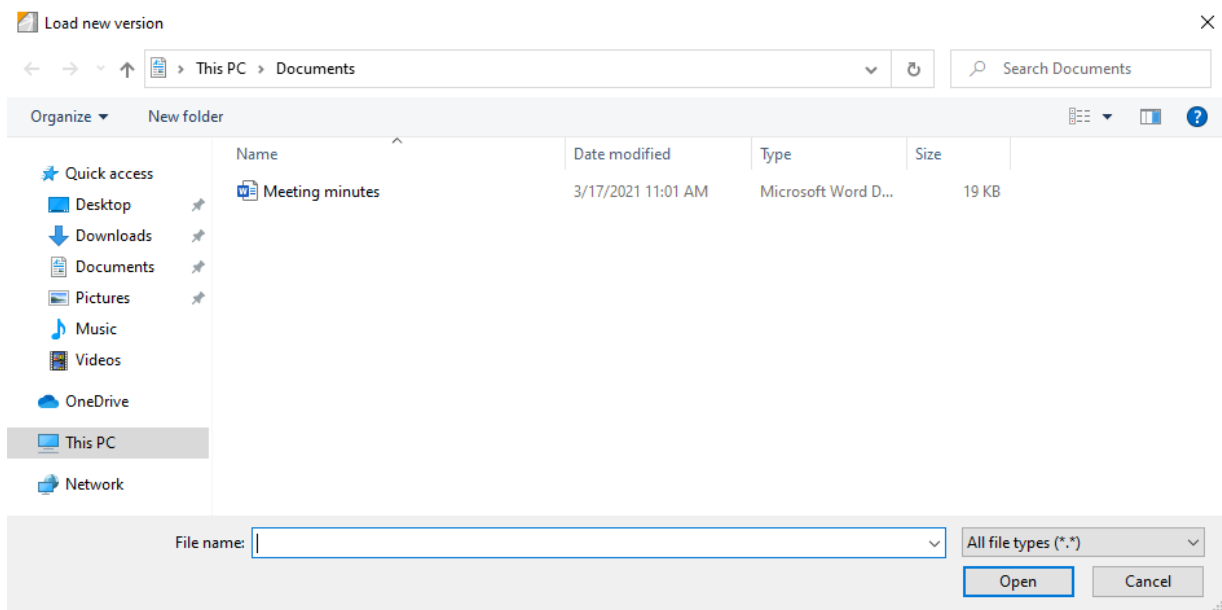 Load new version
This PC > Documents
Search Documents
Organize
New folder
Name
Date modified
Type
Size
Quick access
Desktop
Downloads
Documents
Pictures
Music
Videos
OneDrive
This PC
Network
Meeting minutes
3/17/2021 11:01 AM
Microsoft Word D...
19 KB
File name:
All file types (*.*)
Open
Cancel